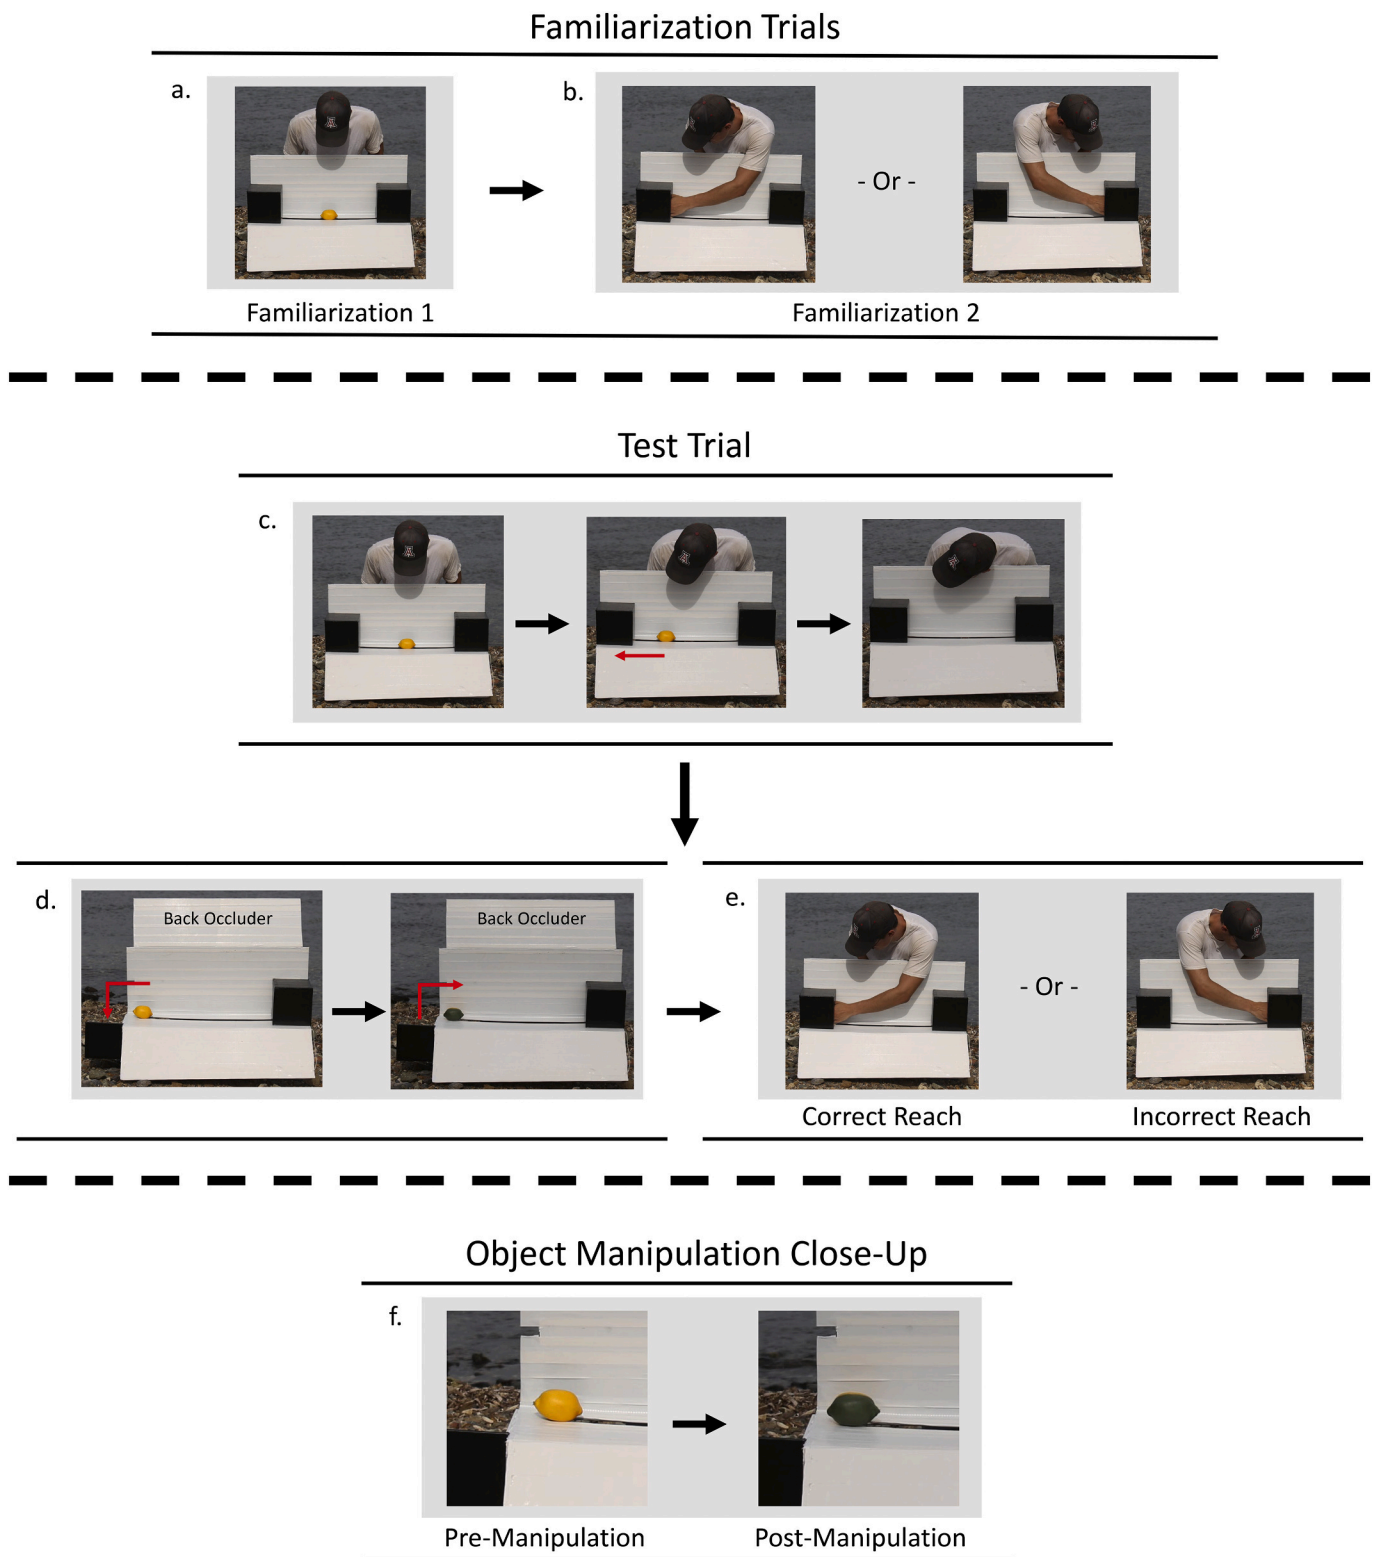 Familiarization Trials
a.
b.
- Or -
Familiarization 1
Familiarization 2
Test Trial
c.
d.
Back Occluder
Back Occluder
e.
- Or -
Correct Reach
Incorrect Reach
Object Manipulation Close-Up
f.
Pre-Manipulation
Post-Manipulation